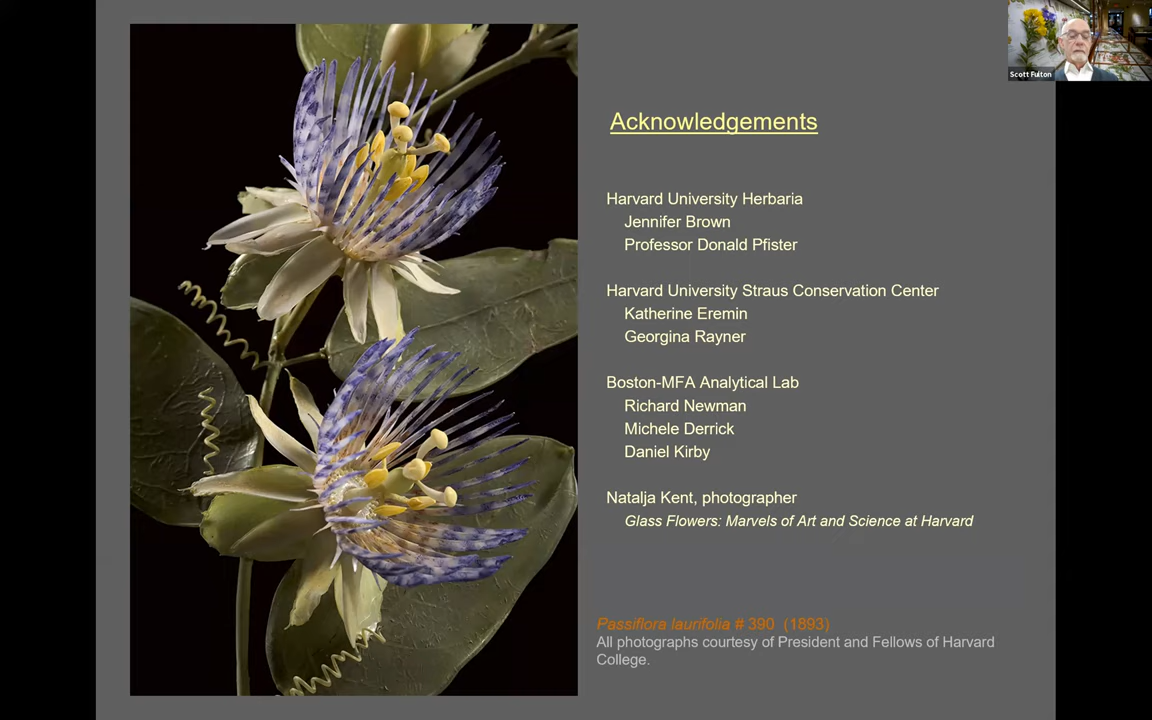 Scott Fulton
Acknowledgements
Harvard University Herbaria
Jennifer Brown
Professor Donald Pfister
Harvard University Straus Conservation Center
Katherine Eremin
Georgina Rayner
Boston-MFA Analytical Lab
Richard Newman
Michele Derrick
Daniel Kirby
Natalja Kent, photographer
Glass Flowers: Marvels of Art and Science at Harvard
Passiflora laurifolia # 390 (1893)
All photographs courtesy of President and Fellows of Harvard
College.